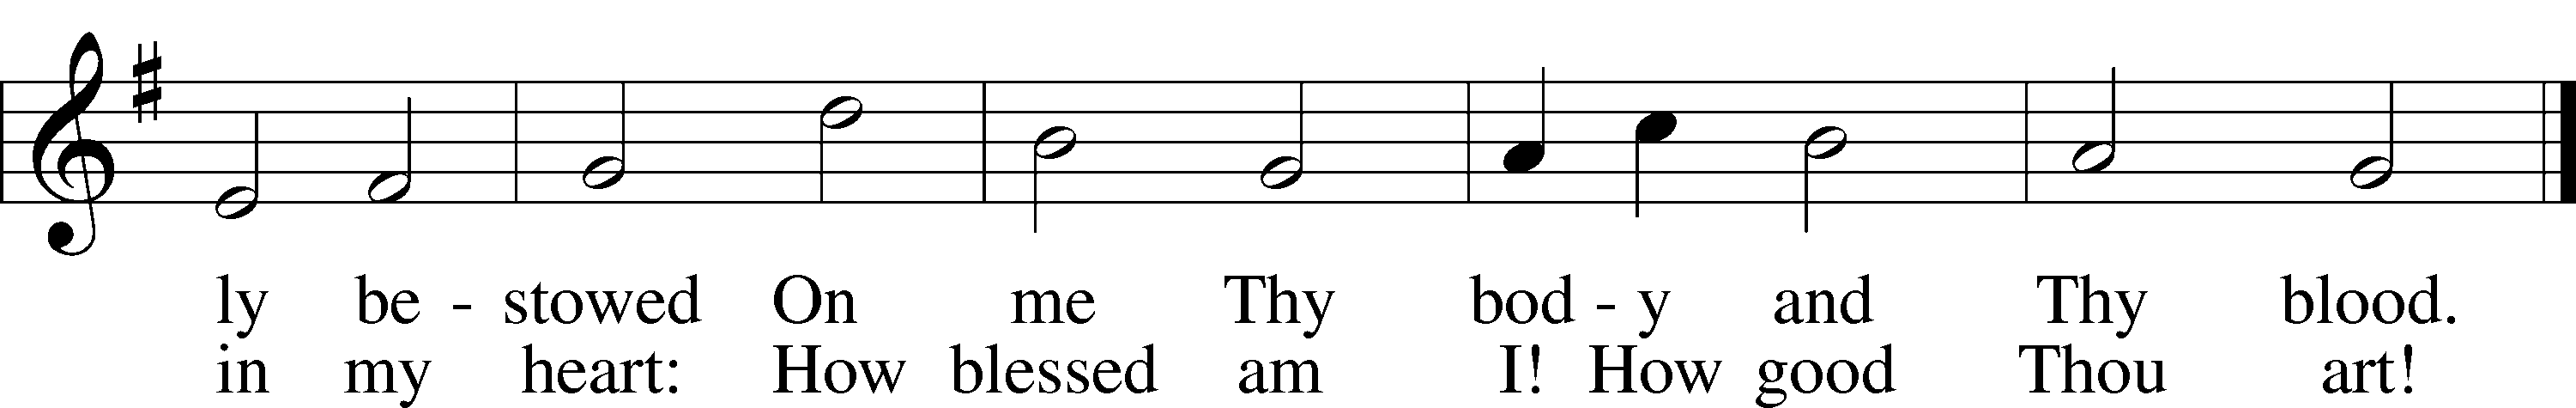 ly be - stowed On me Thy bod - y and Thy blood.
in my heart: How blessed am I! How good Thou art!